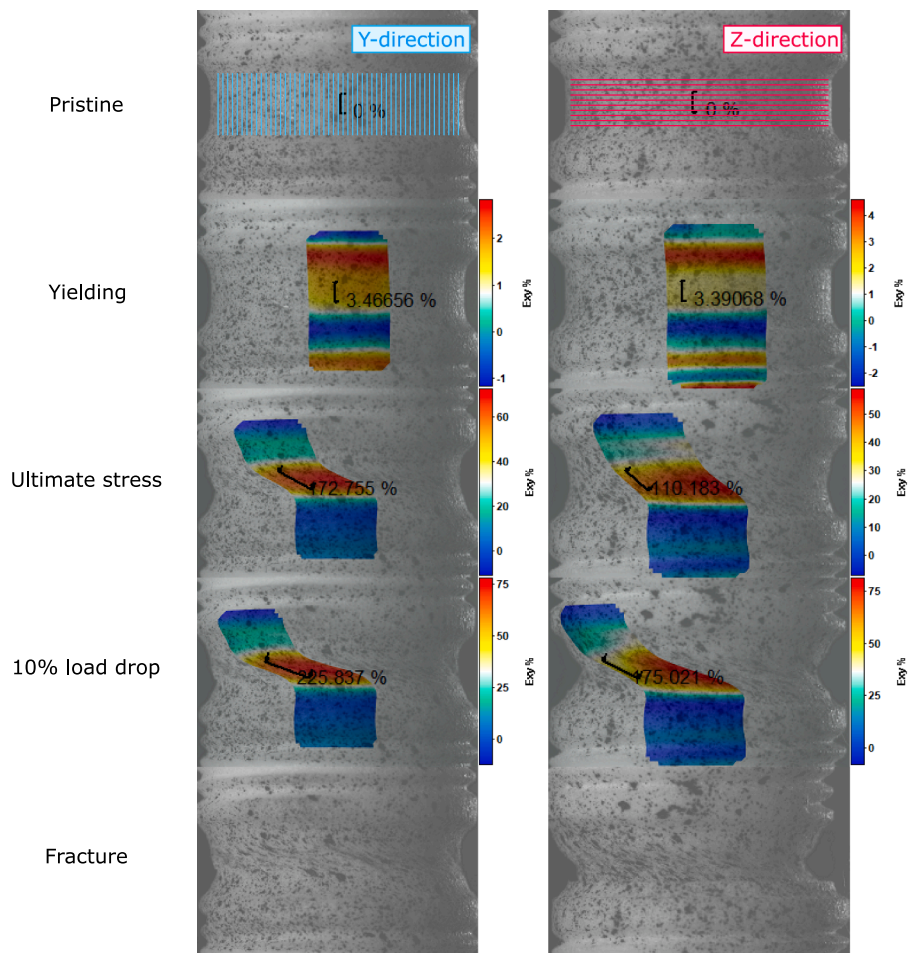 Y-direction
Z-direction
Pristine
0 %
0 %
Yielding
3.46656 %
2
1
0
-1
Exy %
3.39068 %
4
3
2
1
0
-1
-2
Exy %
Ultimate stress
172.755 %
60
40
20
0
Exy %
110.183 %
50
40
30
20
10
0
Exy %
10% load drop
225.837 %
75
50
25
0
Exy %
175.021 %
75
50
25
0
Exy %
Fracture